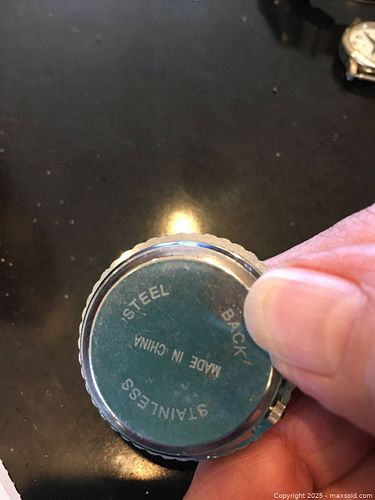 STAINLESS STEEL BACK
MADE IN CHINA
Copyright 2025 - maxsold.com